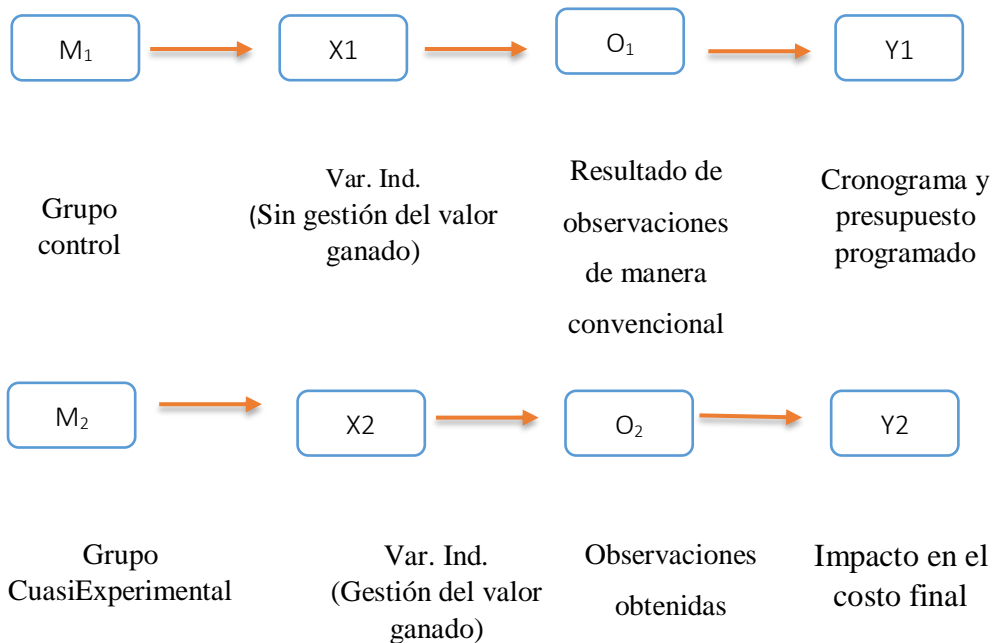 M₁
X1
O₁
Y1
Grupo
control
Var. Ind.
(Sin gestión del valor
ganado)
Resultado de
observaciones
de manera
convencional
Cronograma y
presupuesto
programado
M₂
X2
O₂
Y2
Grupo
CuasiExperimental
Var. Ind.
(Gestión del valor
ganado)
Observaciones
obtenidas
Impacto en el
costo final